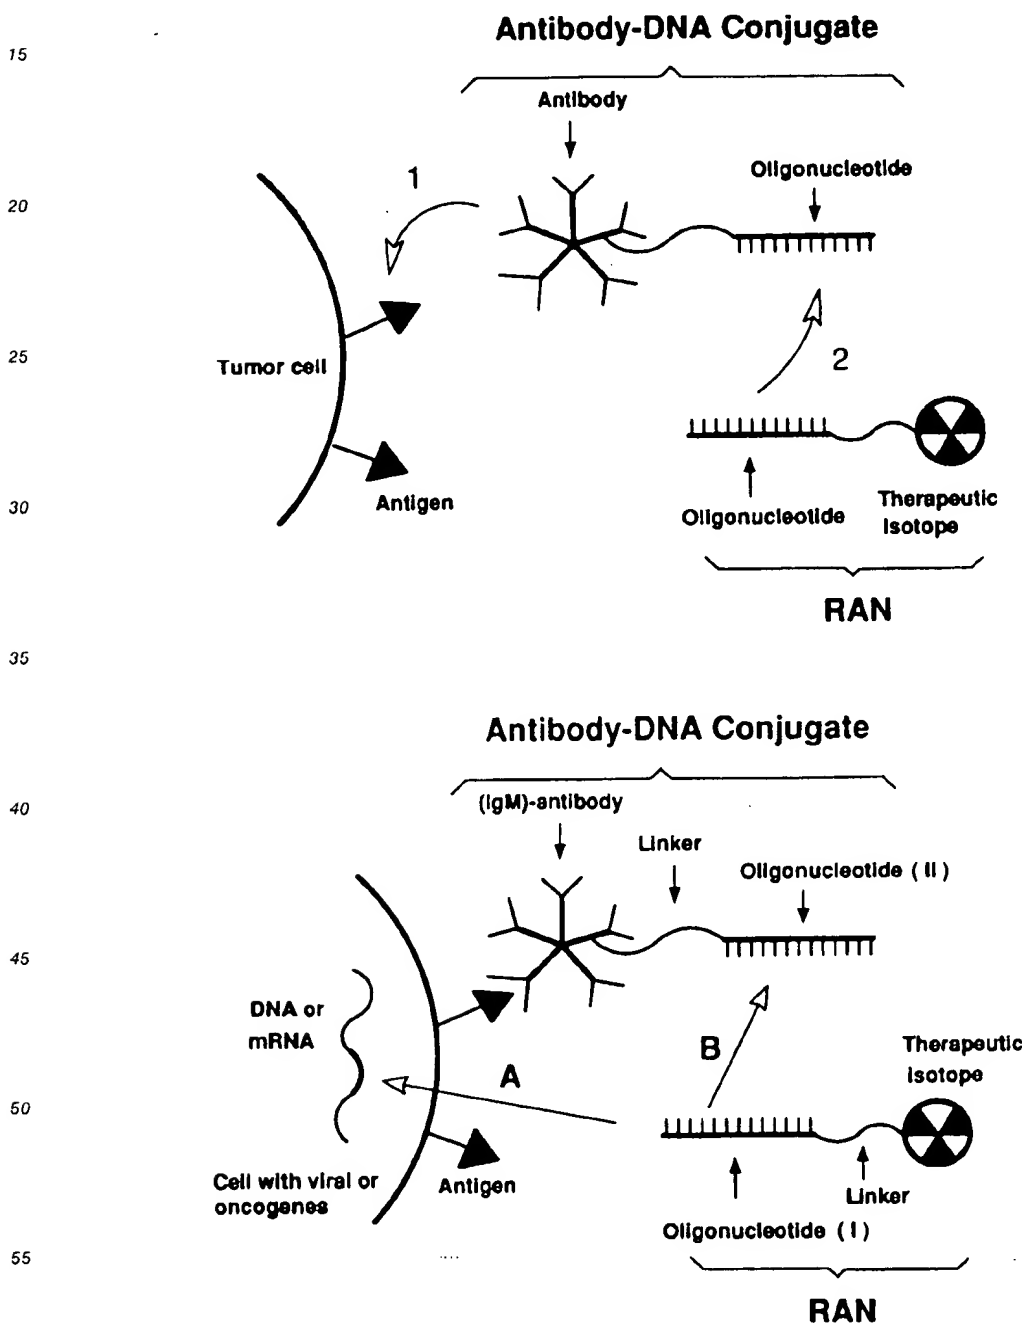 Antibody-DNA Conjugate
15
Antibody
Oligonucleotide
1
20
25
Tumor cell
2
Antigen
30
Oligonucleotide
Therapeutic
Isotope
RAN
35
Antibody-DNA Conjugate
40
(IgM)-antibody
Linker
Oligonucleotide (II)
45
DNA or
mRNA
B
Therapeutic
Isotope
A
50
Cell with viral or
oncogenes
Antigen
Linker
Oligonucleotide (I)
55
RAN